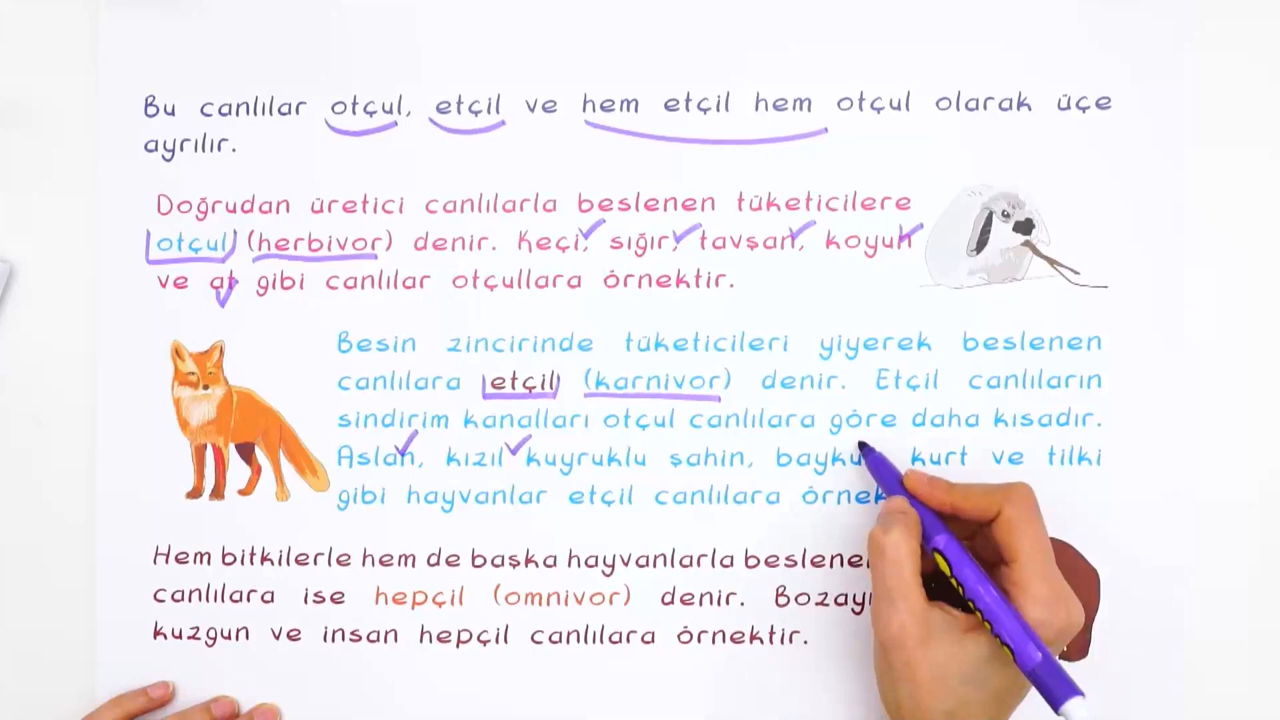 Bu canlılar otçul, etçil ve hem etçil hem otçul olarak üçe
ayrılır.
Doğrudan üretici canlılarla beslenen tüketicilere
otçul (herbivor) denir. Keçi, sığır, tavşan, koyun
ve at gibi canlılar otçullara örnektir.
Besin zincirinde tüketicileri yiyerek beslenen
canlılara etçil (karnivor) denir. Etçil canlıların
sindirim kanalları otçul canlılara göre daha kısadır.
Aslan, kızıl kuyruklu şahin, kurt ve tilki
gibi hayvanlar etçil canlılara
Hem bitkilerle hem de başka hayvanlarla
canlılara ise hepçil (omnivor) denir.
kuzgun ve insan hepçil canlılara örnektir.